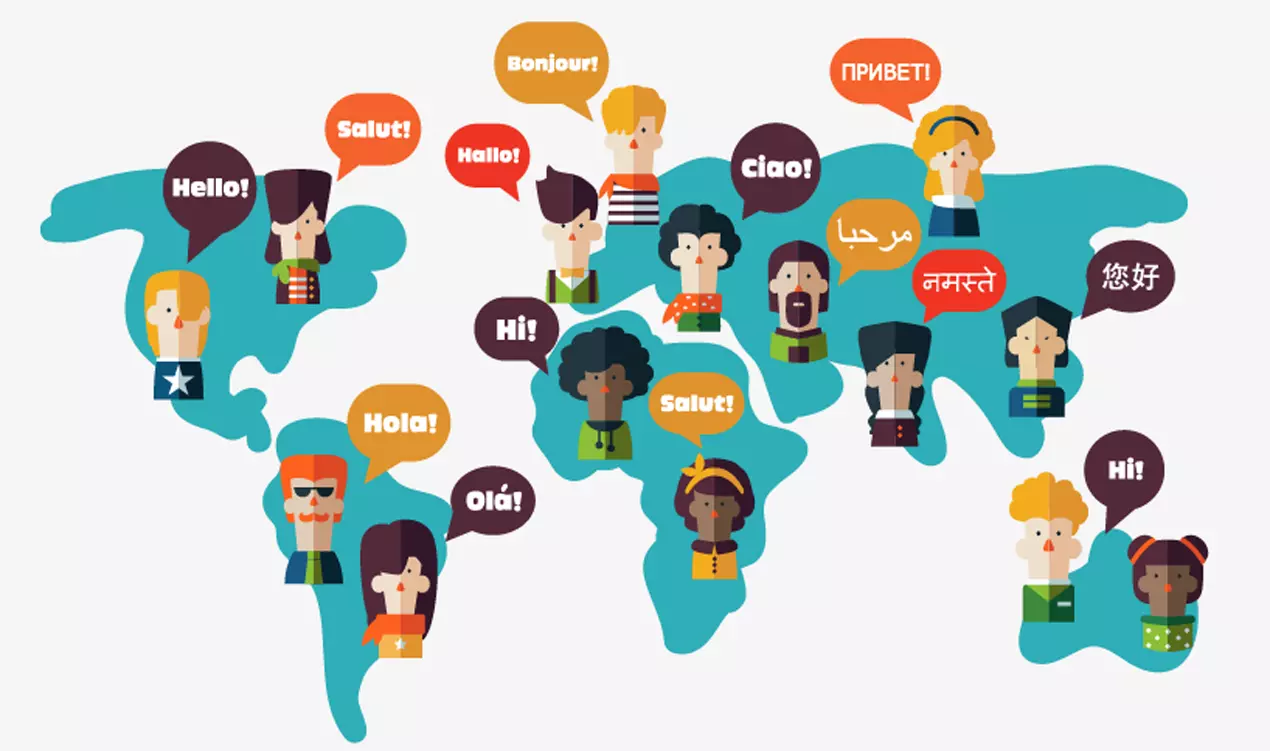 Bonjour!
ПРИВЕТ!
Salut!
Hallo!
Ciao!
Hello!
مرحبا
नमस्ते
您好
Hi!
Salut!
Hola!
Olá!
Hi!